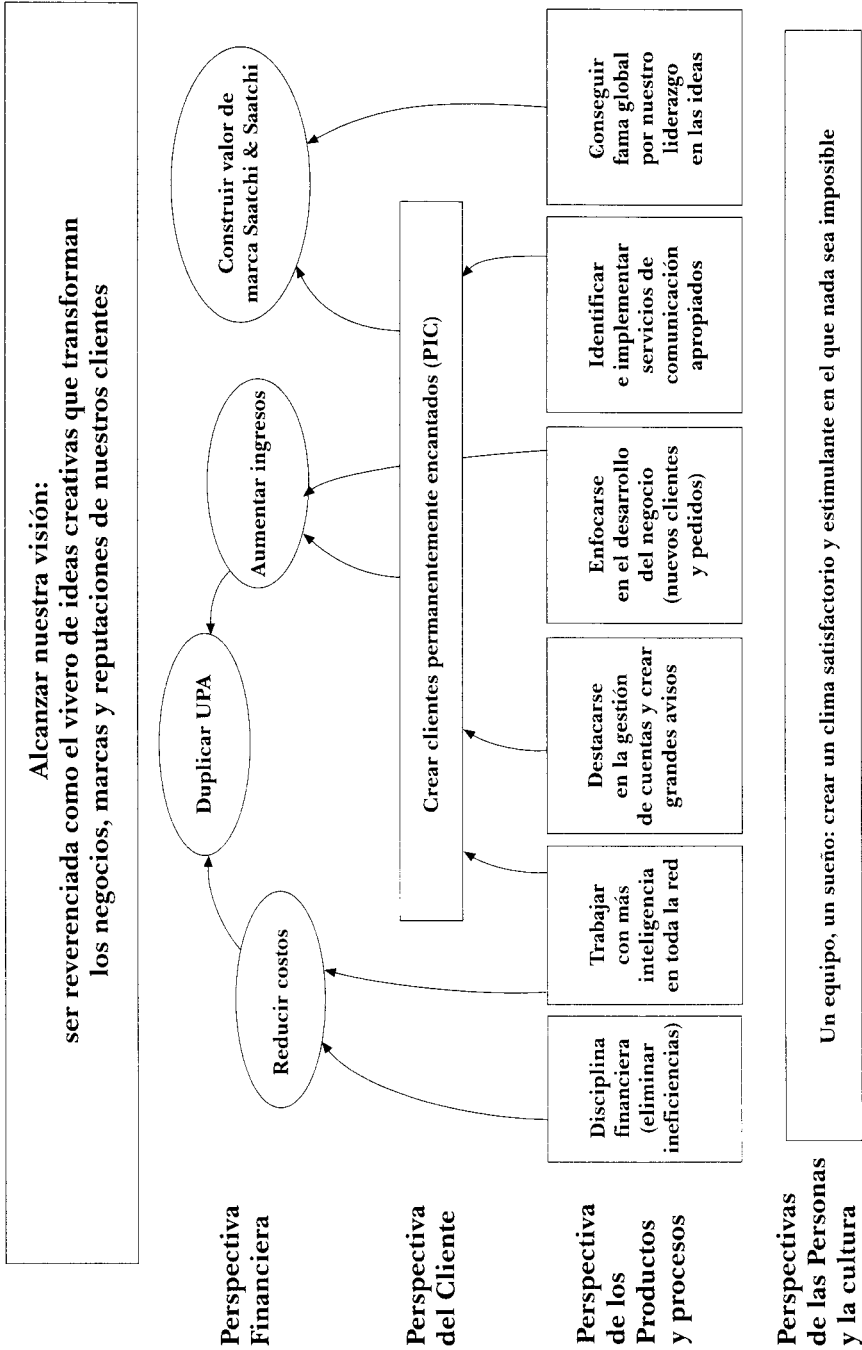 Alcanzar nuestra visión:
ser reverenciada como el vivero de ideas creativas que transforman
los negocios, marcas y reputaciones de nuestros clientes
Perspectiva
Financiera
Reducir costos
Duplicar UPA
Aumentar ingresos
Construir valor de
marca Saatchi & Saatchi
Perspectiva
del Cliente
Crear clientes permanentemente encantados (PIC)
Perspectiva
de los
Productos
y procesos
Disciplina
financiera
(eliminar
ineficiencias)
Trabajar
con más
inteligencia
en toda la red
Destacarse
en la gestión
de cuentas y crear
grandes avisos
Enfocarse
en el desarrollo
del negocio
(nuevos clientes
y pedidos)
Identificar
e implementar
servicios de
comunicación
apropiados
Conseguir
fama global
por nuestro
liderazgo
en las ideas
Perspectivas
de las Personas
y la cultura
Un equipo, un sueño: crear un clima satisfactorio y estimulante en el que nada sea imposible